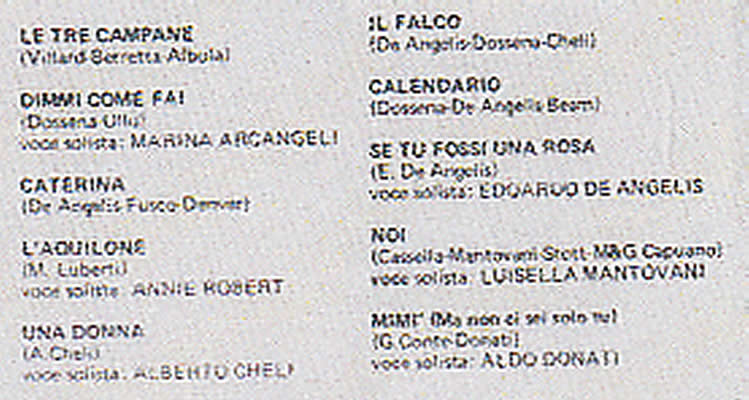 LE TRE CAMPANE
(Villard-Berretta-Albula)
DIMMI COME FAI
(Dossena-Ullu)
voce solista: MARINA ARCANGELI
CATERINA
(De Angelis-Fusco-Denver)
L'AQUILONE
(M. Luberti)
voce solista: ANNIE ROBERT
UNA DONNA
(A. Cheli)
voce solista: ALBERTO CHELI
IL FALCO
(De Angelis-Dossena-Cheli)
CALENDARIO
(Dossena-De Angelis-Beam)
SE TU FOSSI UNA ROSA
(E. De Angelis)
voce solista: EDOARDO DE ANGELIS
NOI
(Cassella-Mantovani-Stott-M&G Capuano)
voce solista: LUISELLA MANTOVANI
MIMI' (Ma non ci sei solo tu)
(G. Conte-Donati)
voce solista: ALDO DONATI